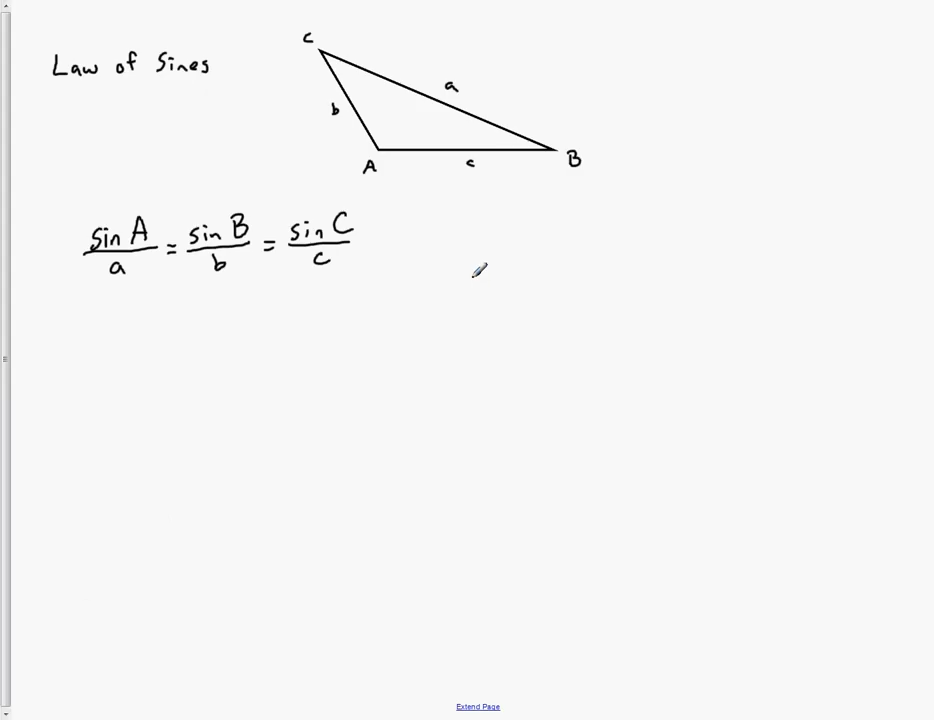 Law of Sines
C
a
b
A
c
B
sin A / a = sin B / b = sin C / c
Extend Page